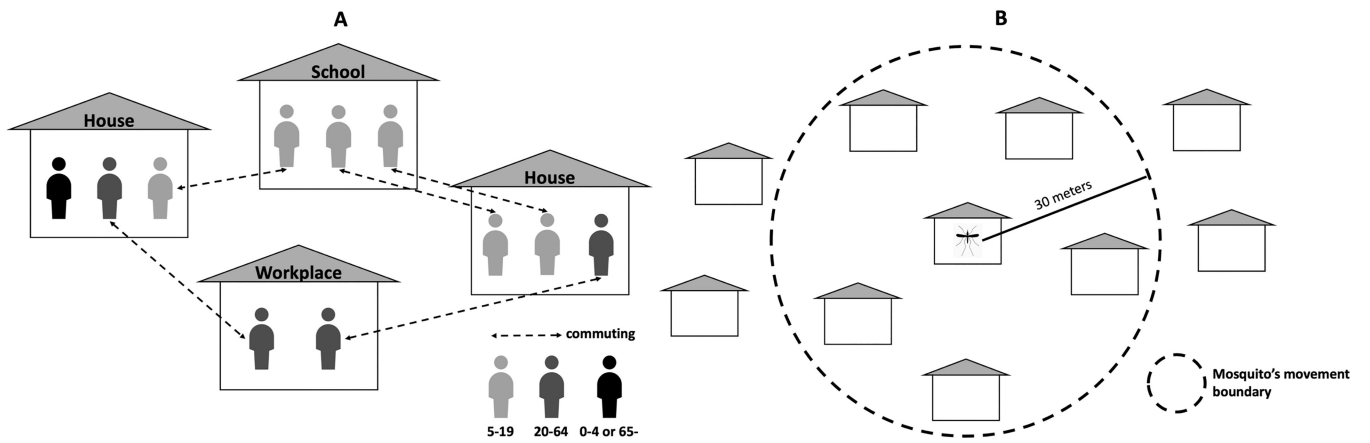 A
School
House
House
Workplace
commuting
5-19
20-64
0-4 or 65-
B
30 meters
Mosquito's movement
boundary